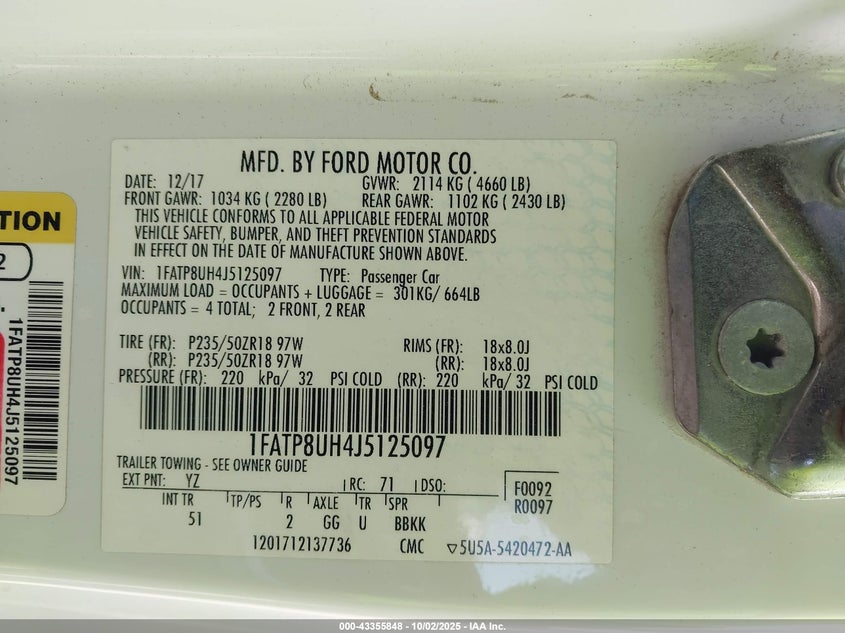 MFD. BY FORD MOTOR CO.
DATE: 12/17 GVWR: 2114 KG ( 4660 LB)
FRONT GAWR: 1034 KG ( 2280 LB) REAR GAWR: 1102 KG ( 2430 LB)
THIS VEHICLE CONFORMS TO ALL APPLICABLE FEDERAL MOTOR
VEHICLE SAFETY, BUMPER, AND THEFT PREVENTION STANDARDS
IN EFFECT ON THE DATE OF MANUFACTURE SHOWN ABOVE.
VIN: 1FATP8UH4J5125097 TYPE: Passenger Car
MAXIMUM LOAD = OCCUPANTS + LUGGAGE = 301KG/ 664LB
OCCUPANTS = 4 TOTAL; 2 FRONT, 2 REAR
TIRE (FR): P235/50ZR18 97W RIMS (FR): 18x8.0J
(RR): P235/50ZR18 97W (RR): 18x8.0J
PRESSURE (FR): 220 kPa/ 32 PSI COLD (RR): 220 kPa/ 32 PSI COLD
1FATP8UH4J5125097
TRAILER TOWING - SEE OWNER GUIDE
EXT PNT: YZ RC: 71 DSO: F0092
R0097
INT TR TP/PS R AXLE TR SPR
51 2 GG U BBKK
1201712137736 CMC ▽5U5A-5420472-AA
TION
2
1FATP8UH4J5125097
000-43355848 - 10/02/2025 - IAA Inc.